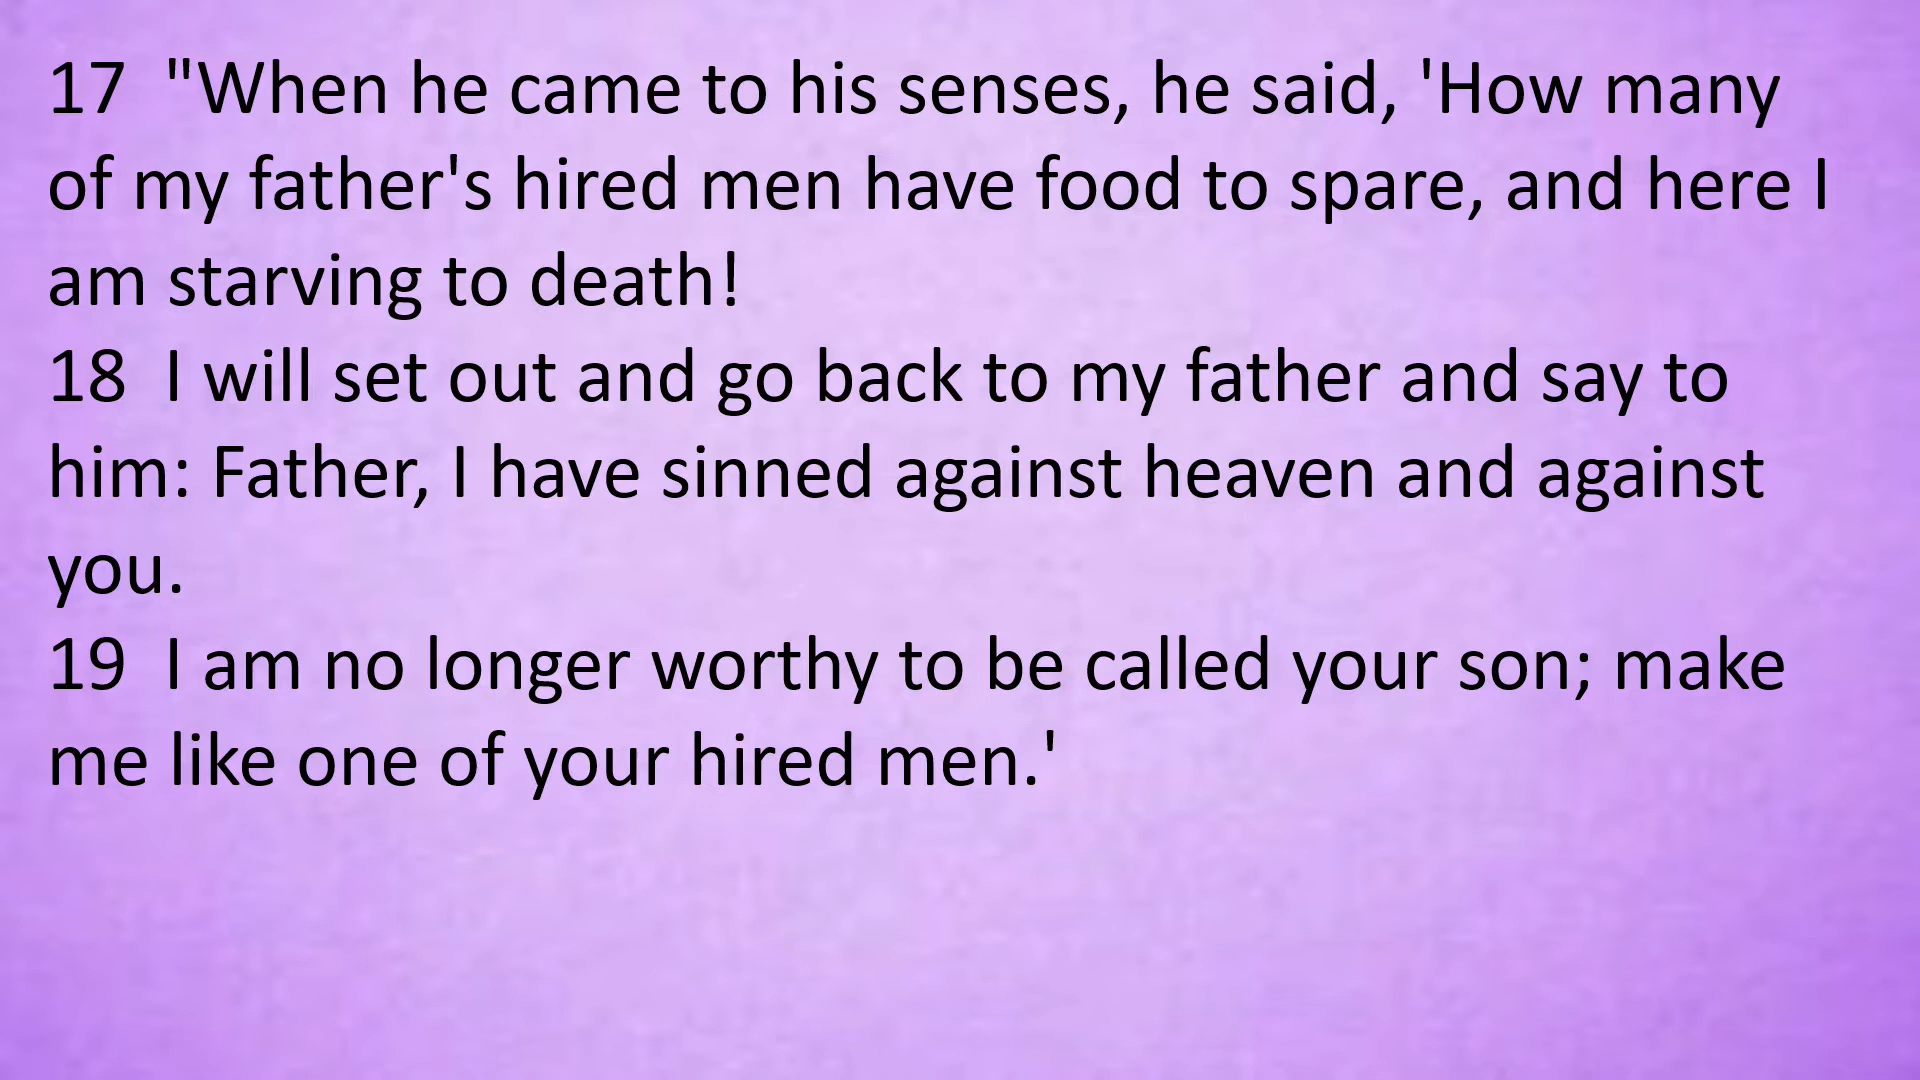 17  "When he came to his senses, he said, 'How many
of my father's hired men have food to spare, and here I
am starving to death!
18  I will set out and go back to my father and say to
him: Father, I have sinned against heaven and against
you.
19  I am no longer worthy to be called your son; make
me like one of your hired men.'